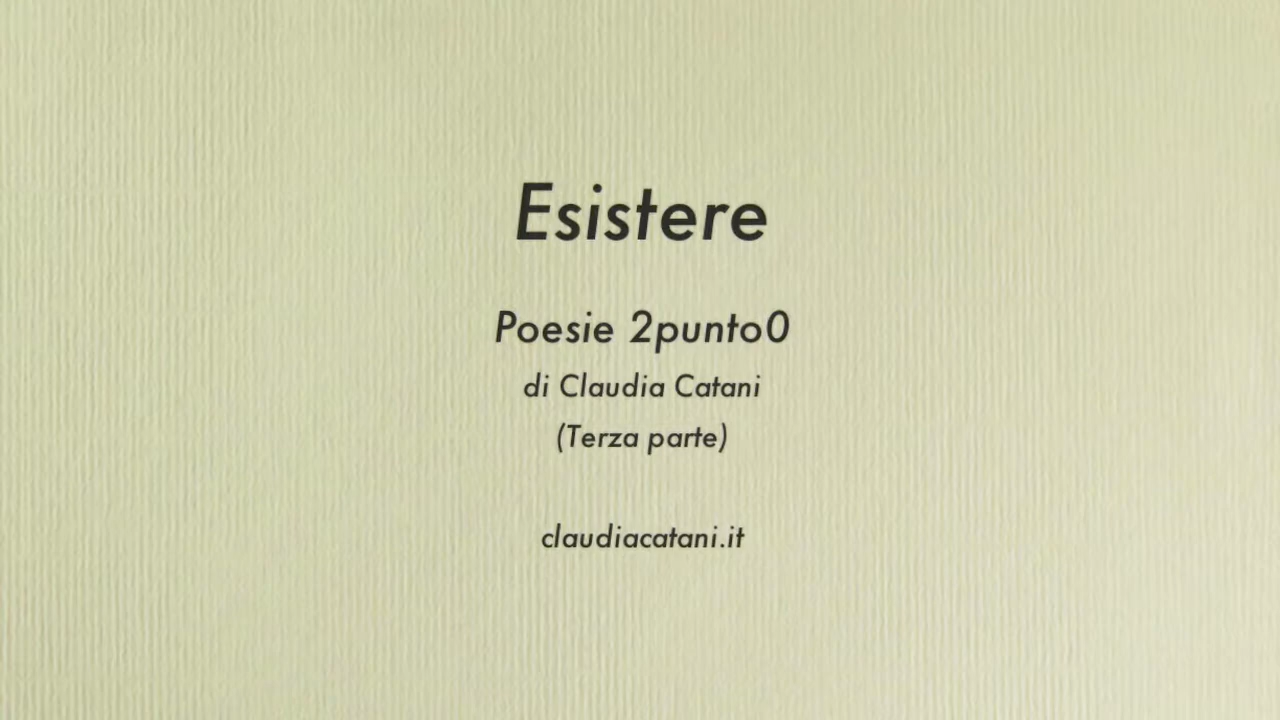 Esistere
Poesie 2punto0
di Claudia Catani
(Terza parte)
claudiacatani.it